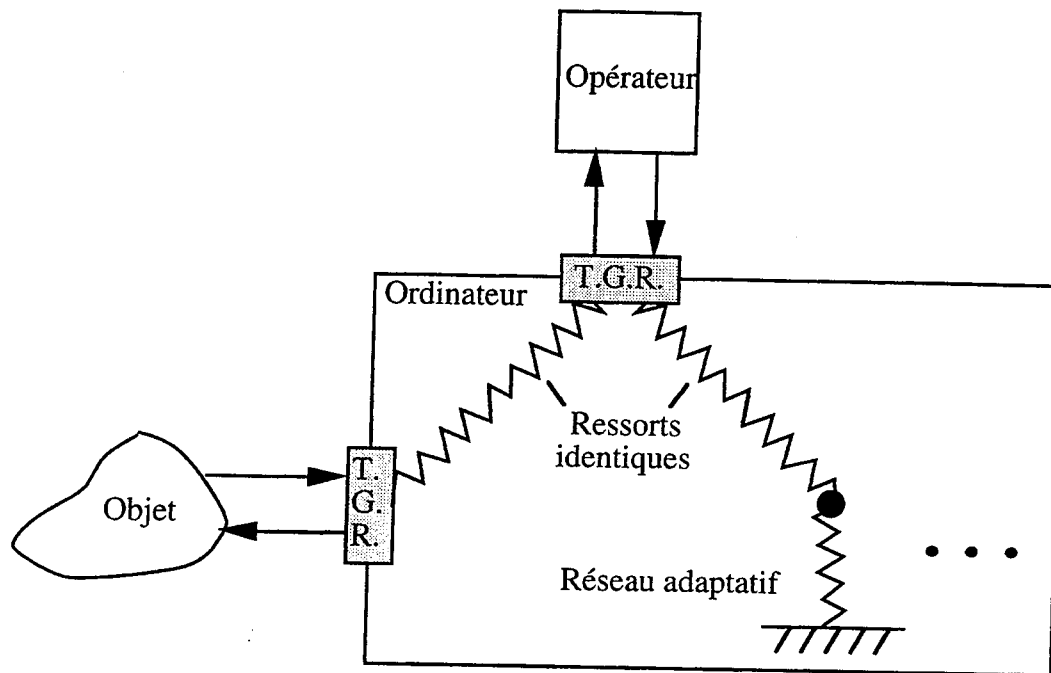 Opérateur
T.G.R.
Ordinateur
Ressorts
identiques
T.
G.
R.
Objet
Réseau adaptatif